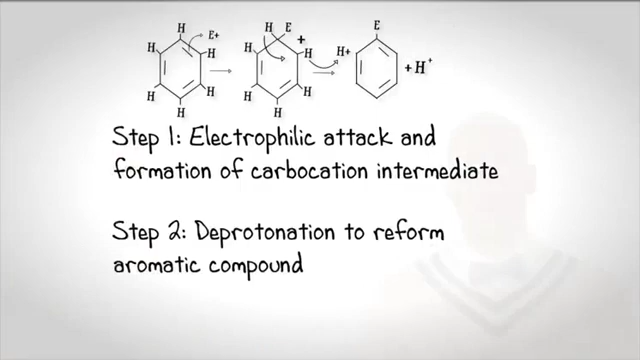 H E+ H H H H H
H E + H H H H H
H+
E
+ H+
Step 1: Electrophilic attack and
formation of carbocation intermediate
Step 2: Deprotonation to reform
aromatic compound